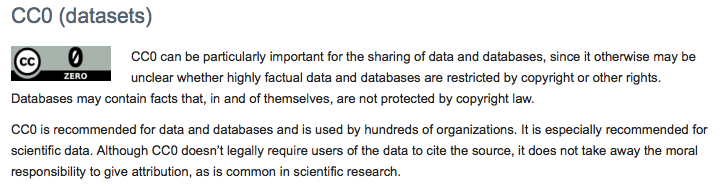 CC0 (datasets)
cc 0
ZERO
CC0 can be particularly important for the sharing of data and databases, since it otherwise may be
unclear whether highly factual data and databases are restricted by copyright or other rights.
Databases may contain facts that, in and of themselves, are not protected by copyright law.
CC0 is recommended for data and databases and is used by hundreds of organizations. It is especially recommended for
scientific data. Although CC0 doesn't legally require users of the data to cite the source, it does not take away the moral
responsibility to give attribution, as is common in scientific research.